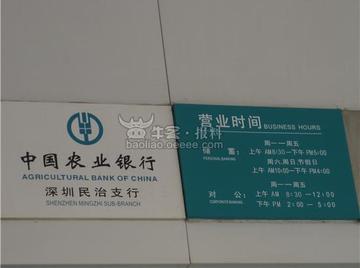 中国农业银行
AGRICULTURAL BANK OF CHINA
深圳民治支行
SHENZHEN MINGZHI SUB-BRANCH
营业时间 BUSINESS HOURS
周一一周五
储 蓄: 上午 AM8:30-下午 PM5:00
PERSONAL BANKING
周六周日节假日
上午 AM10:00-下午 PM4:00
周一一周五
对 公: 上午 AM 8:30-12:00
CORPORATE BANKING
下午 PM 2:00-5:00
牛客·报料
baoliao.oeeee.com